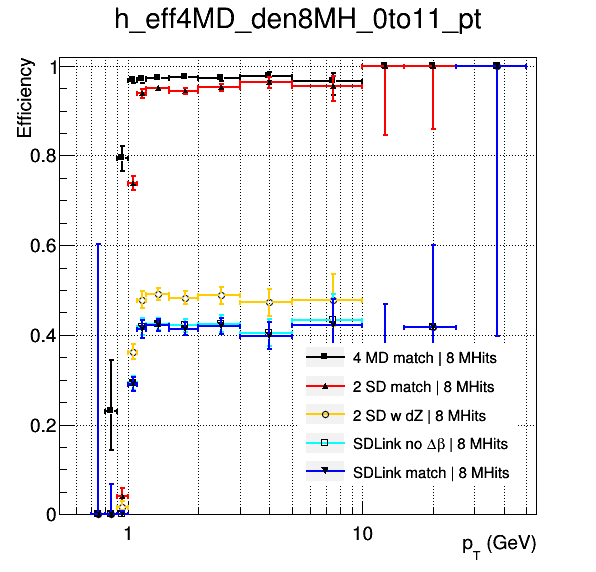 h_eff4MD_den8MH_0to11_pt
Efficiency
1
0.8
0.6
0.4
0.2
0
4 MD match | 8 MHits
2 SD match | 8 MHits
2 SD w dZ | 8 MHits
SDLink no Δβ | 8 MHits
SDLink match | 8 MHits
1 10
p_T (GeV)